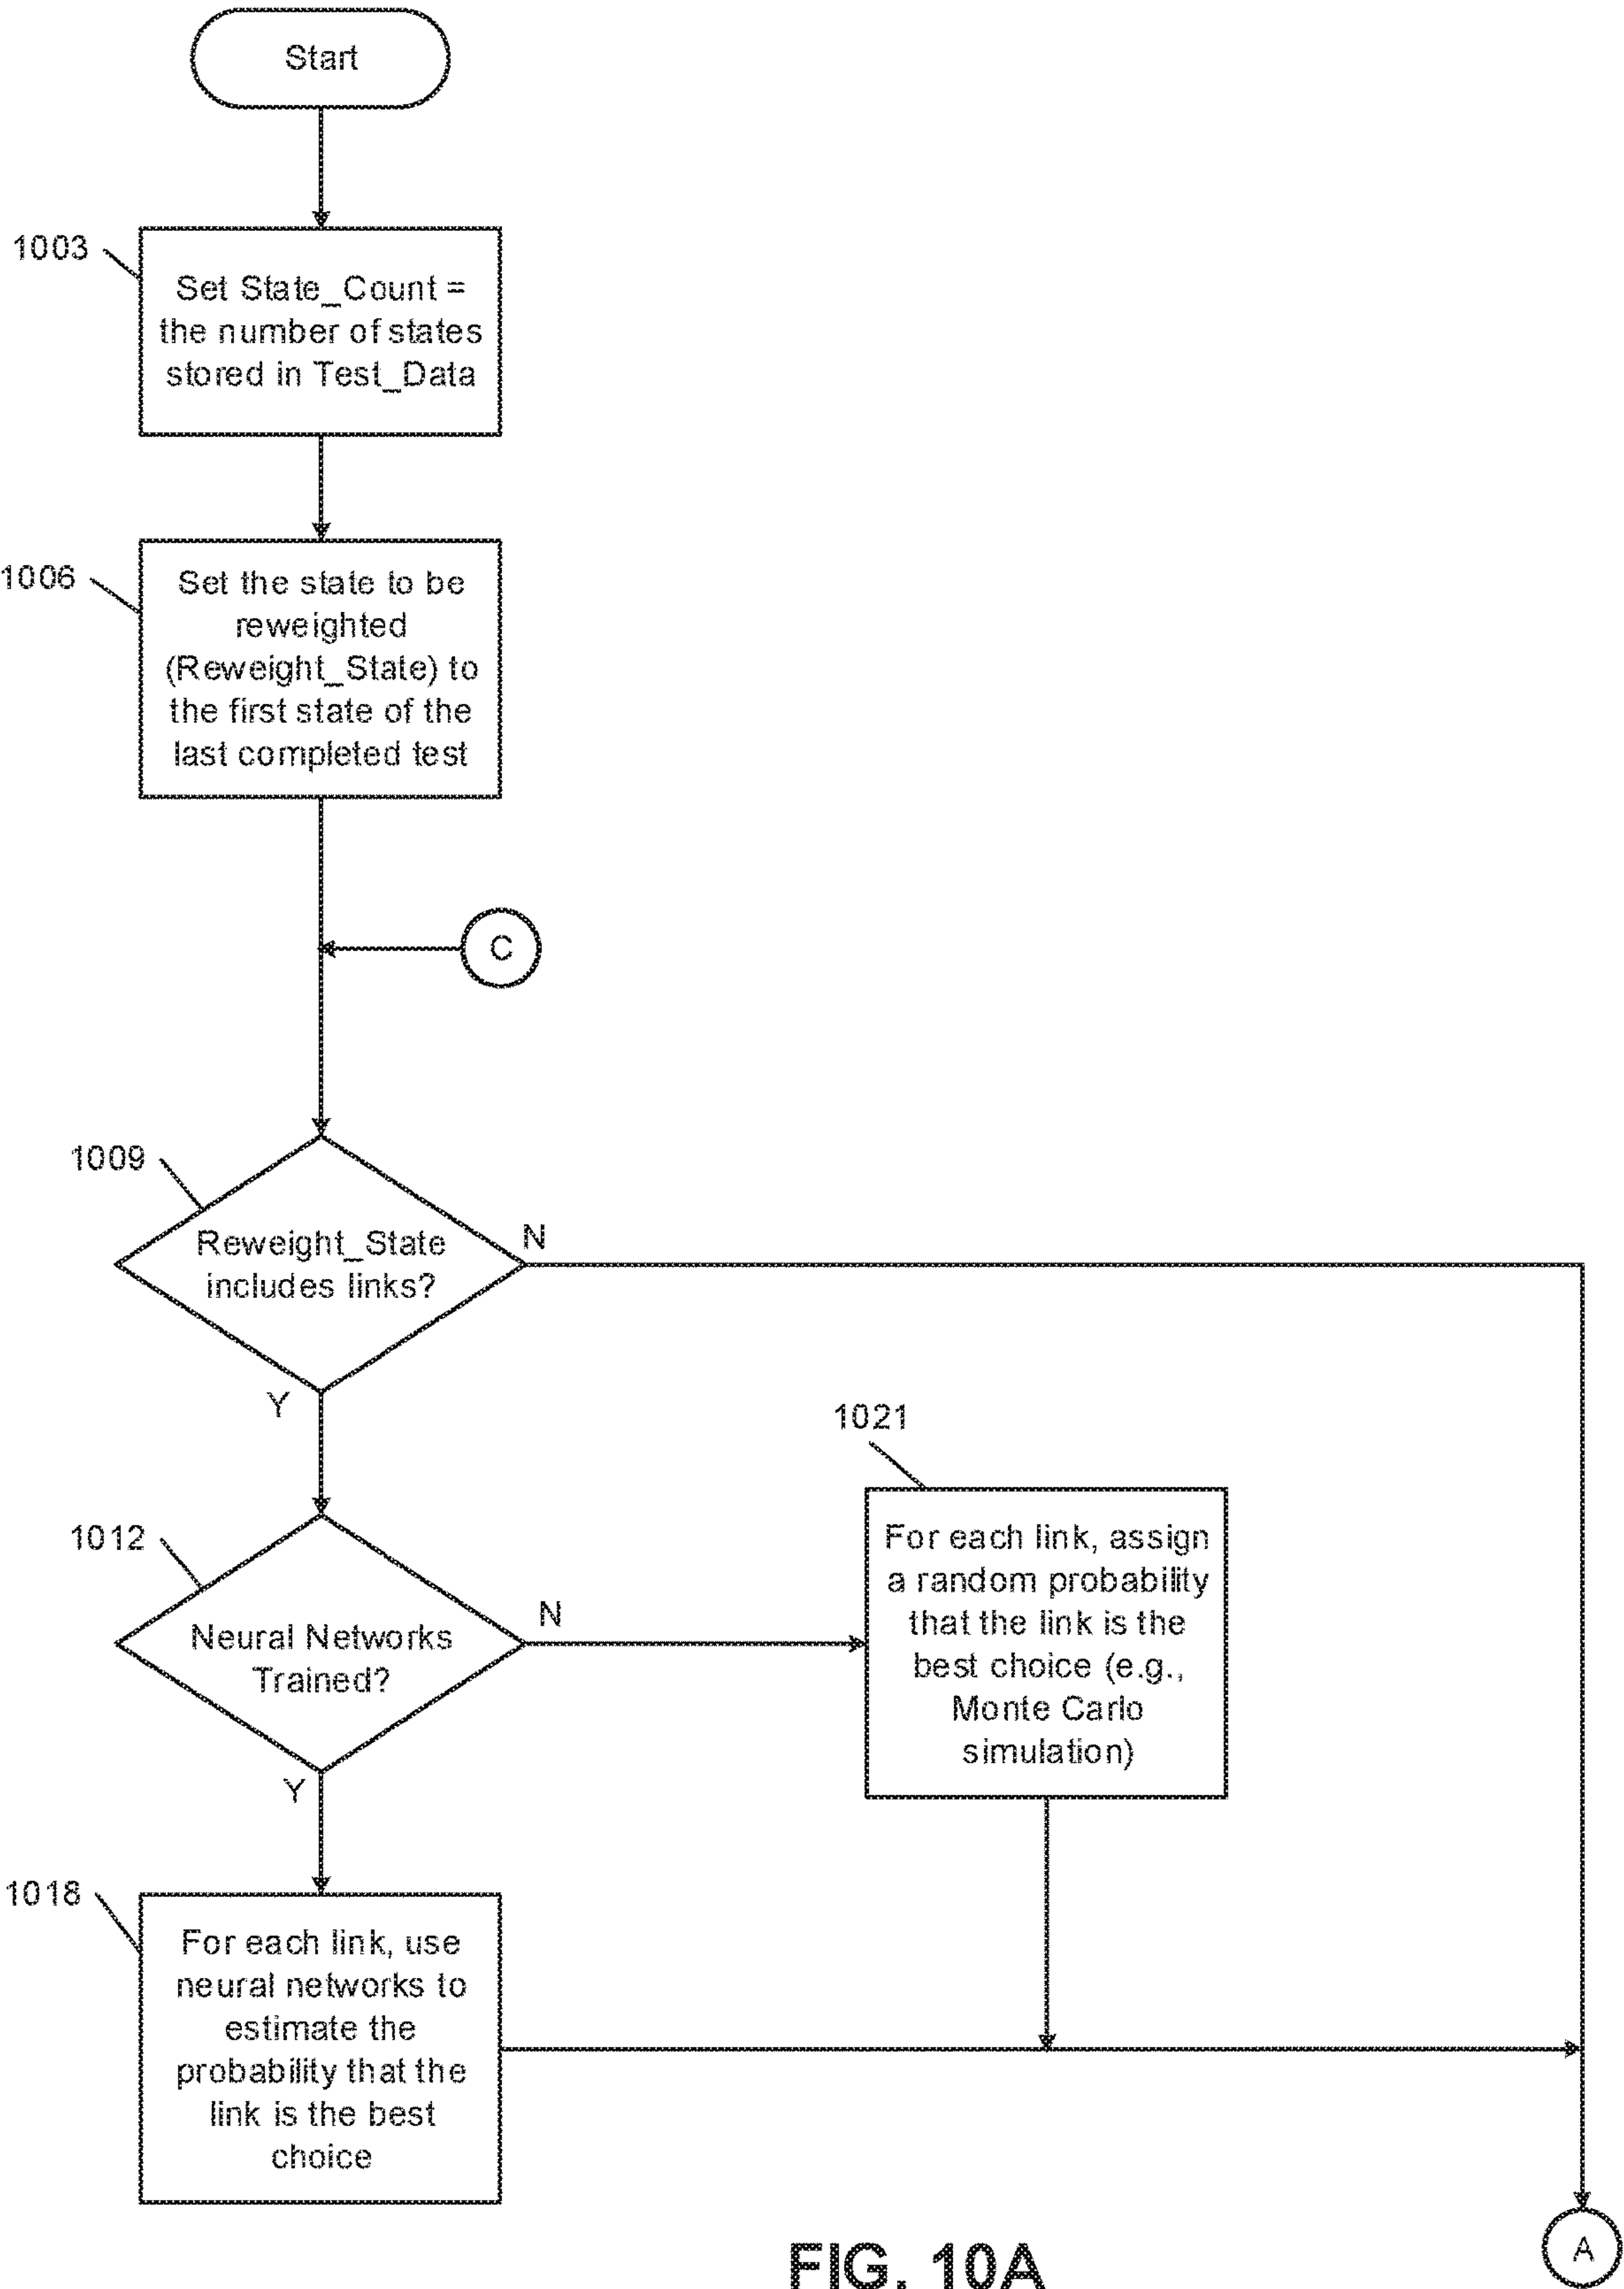 Start
1003
Set State_Count =
the number of states
stored in Test_Data
1006
Set the state to be
reweighted
(Reweight_State) to
the first state of the
last completed test
C
1009
Reweight_State
includes links?
N
Y
1012
Neural Networks
Trained?
N
Y
1021
For each link, assign
a random probability
that the link is the
best choice (e.g.,
Monte Carlo
simulation)
1018
For each link, use
neural networks to
estimate the
probability that the
link is the best
choice
A
FIG. 10A